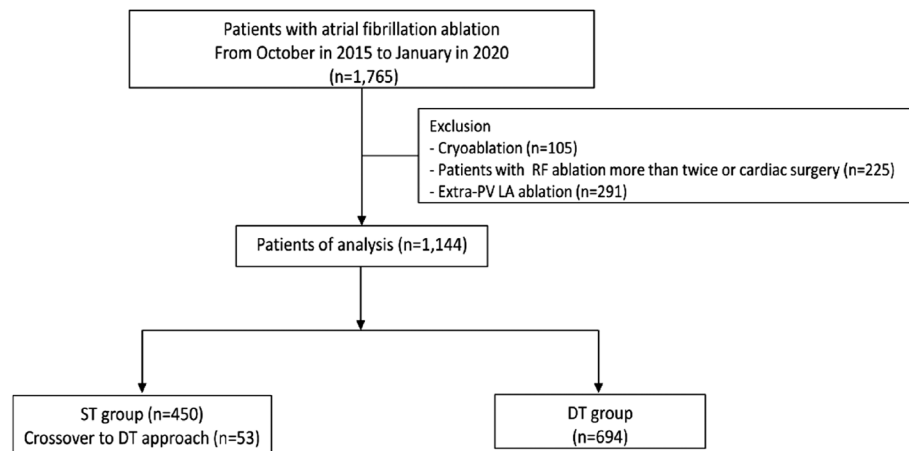 Patients with atrial fibrillation ablation
From October in 2015 to January in 2020
(n=1,765)
Exclusion
- Cryoablation (n=105)
- Patients with RF ablation more than twice or cardiac surgery (n=225)
- Extra-PV LA ablation (n=291)
Patients of analysis (n=1,144)
ST group (n=450)
Crossover to DT approach (n=53)
DT group
(n=694)